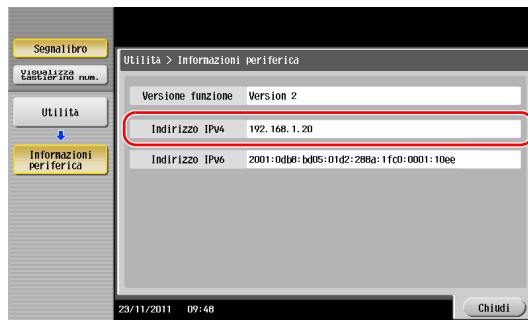 Segnalibro
Visualizza
tastierino num.
Utilità
Informazioni
periferica
Utilità > Informazioni periferica
Versione funzione Version 2
Indirizzo IPv4 192.168.1.20
Indirizzo IPv6 2001:0db8:bd05:01d2:288a:1fc0:0001:10ee
23/11/2011 09:48
Chiudi